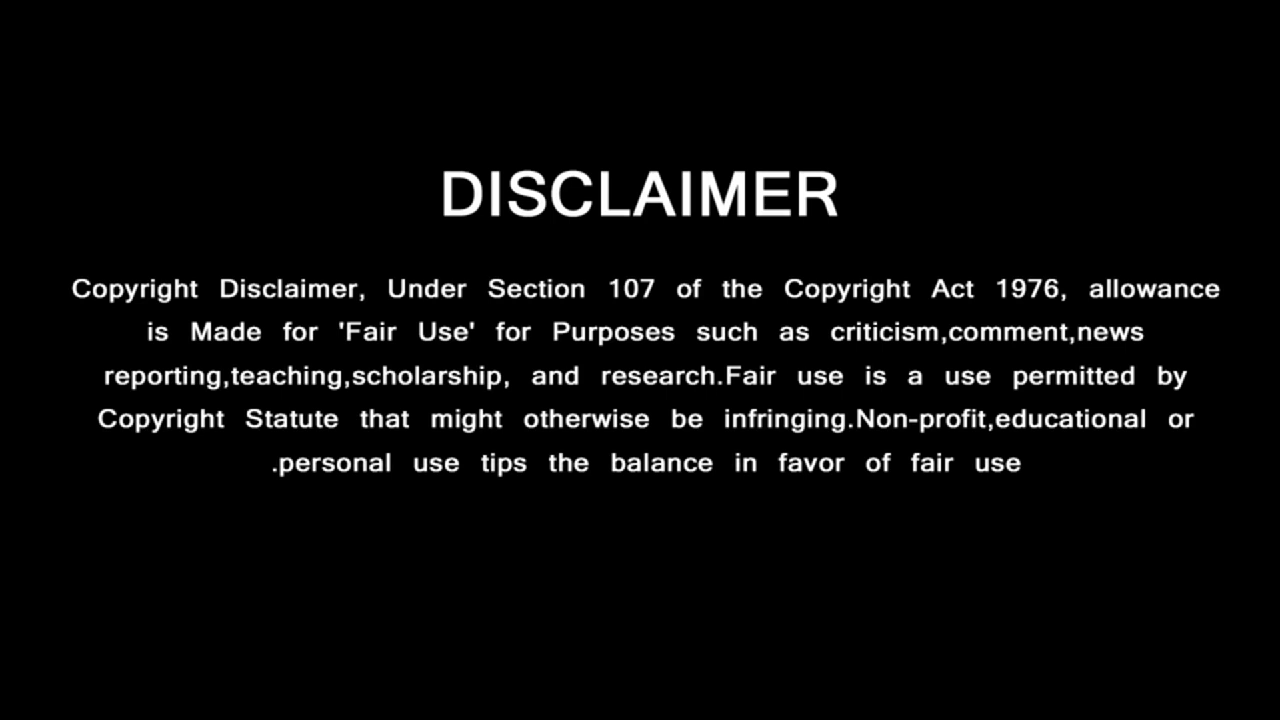 DISCLAIMER
Copyright Disclaimer, Under Section 107 of the Copyright Act 1976, allowance
is Made for 'Fair Use' for Purposes such as criticism,comment,news
reporting,teaching,scholarship, and research.Fair use is a use permitted by
Copyright Statute that might otherwise be infringing.Non-profit,educational or
.personal use tips the balance in favor of fair use